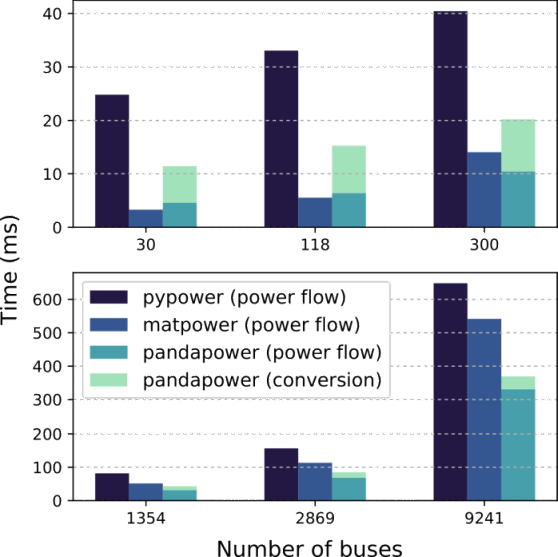 40
30
20
10
0
30 118 300
Time (ms)
600
500
400
300
200
100
0
pypower (power flow)
matpower (power flow)
pandapower (power flow)
pandapower (conversion)
1354 2869 9241
Number of buses